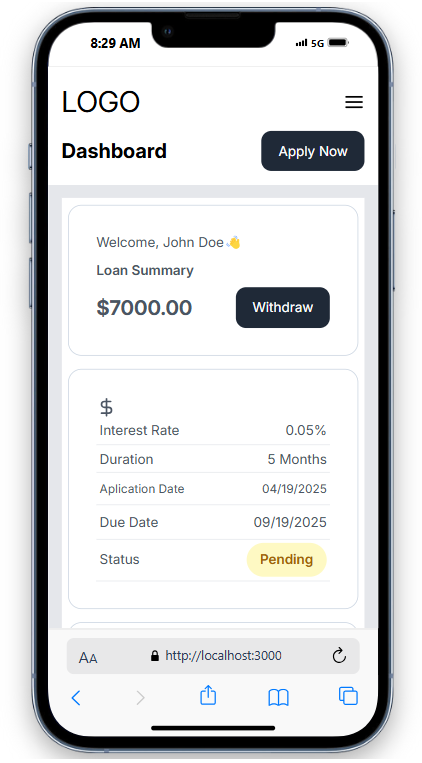 8:29 AM 5G
LOGO
Dashboard Apply Now
Welcome, John Doe👋
Loan Summary
$7000.00 Withdraw
$
Interest Rate 0.05%
Duration 5 Months
Aplication Date 04/19/2025
Due Date 09/19/2025
Status Pending
AA http://localhost:3000